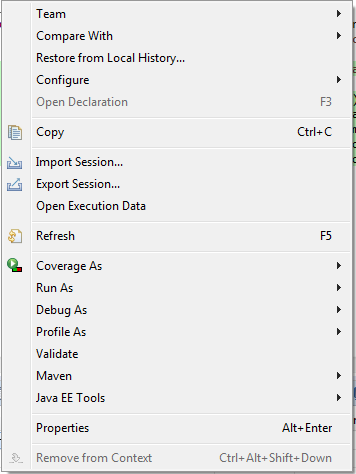 Team
Compare With
Restore from Local History...
Configure
Open Declaration F3
Copy Ctrl+C
Import Session...
Export Session...
Open Execution Data
Refresh F5
Coverage As
Run As
Debug As
Profile As
Validate
Maven
Java EE Tools
Properties Alt+Enter
Remove from Context Ctrl+Alt+Shift+Down